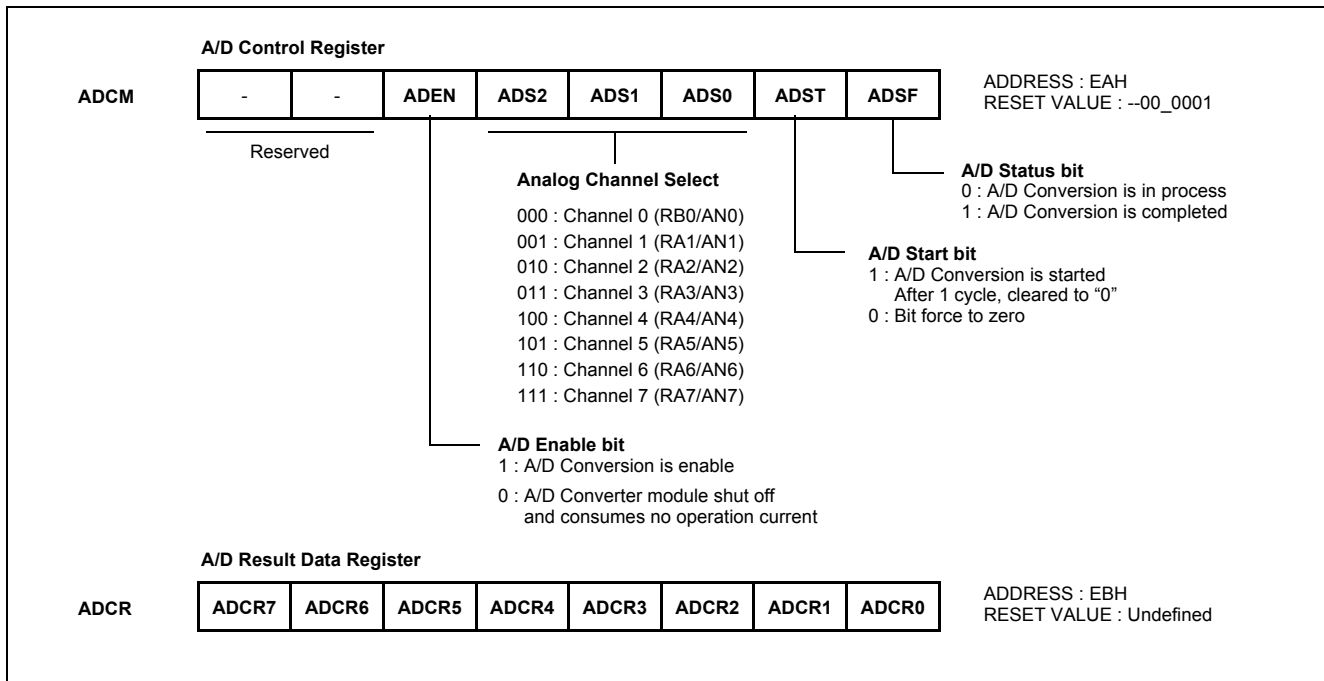 A/D Control Register
ADCM - - ADEN ADS2 ADS1 ADS0 ADST ADSF
ADDRESS : EAH
RESET VALUE : --00_0001
Reserved
Analog Channel Select
000 : Channel 0 (RB0/AN0)
001 : Channel 1 (RA1/AN1)
010 : Channel 2 (RA2/AN2)
011 : Channel 3 (RA3/AN3)
100 : Channel 4 (RA4/AN4)
101 : Channel 5 (RA5/AN5)
110 : Channel 6 (RA6/AN6)
111 : Channel 7 (RA7/AN7)
A/D Status bit
0 : A/D Conversion is in process
1 : A/D Conversion is completed
A/D Start bit
1 : A/D Conversion is started
After 1 cycle, cleared to “0”
0 : Bit force to zero
A/D Enable bit
1 : A/D Conversion is enable
0 : A/D Converter module shut off
and consumes no operation current
A/D Result Data Register
ADCR ADCR7 ADCR6 ADCR5 ADCR4 ADCR3 ADCR2 ADCR1 ADCR0
ADDRESS : EBH
RESET VALUE : Undefined